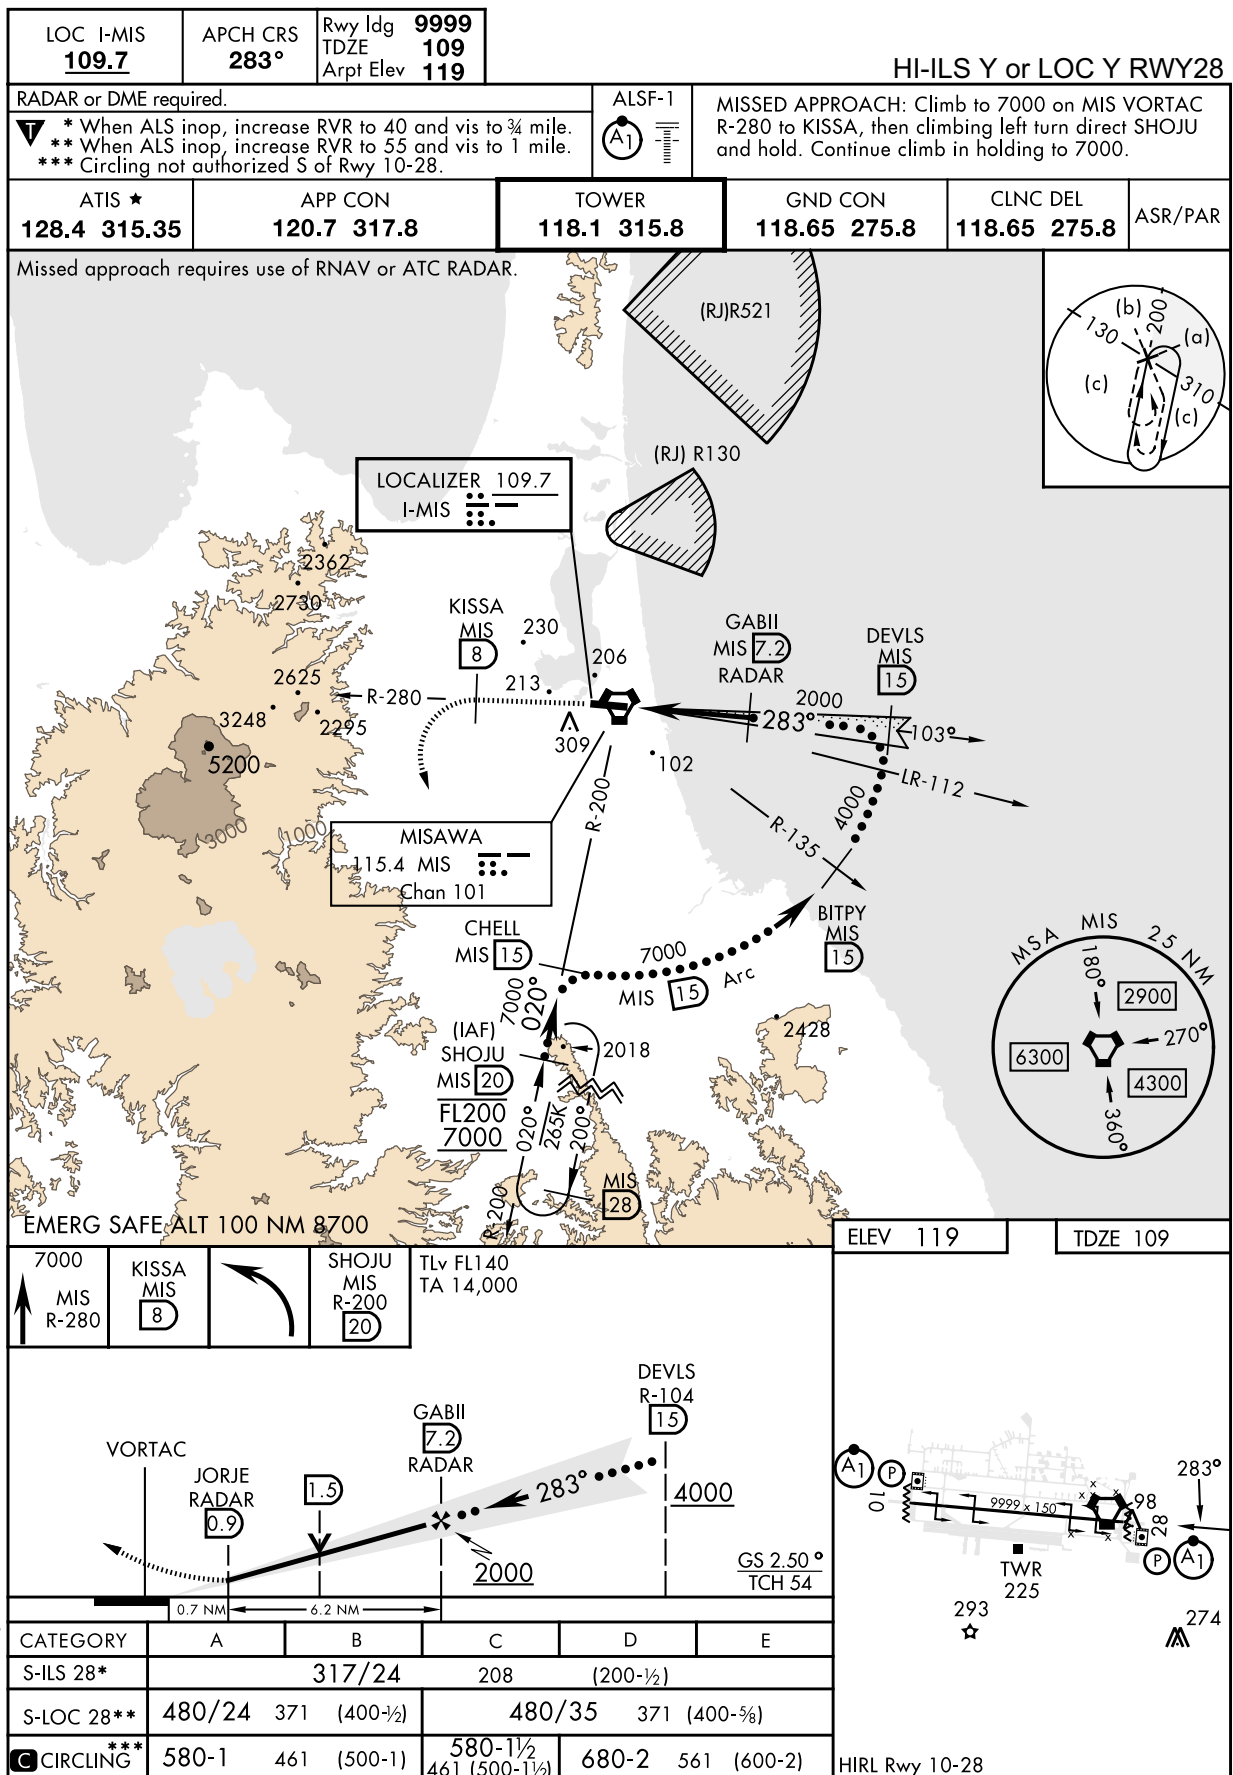 LOC I-MIS
109.7
APCH CRS
283°
Rwy ldg 9999
TDZE 109
Arpt Elev 119
HI-ILS Y or LOC Y RWY28
RADAR or DME required.
T
* When ALS inop, increase RVR to 40 and vis to ¾ mile.
** When ALS inop, increase RVR to 55 and vis to 1 mile.
*** Circling not authorized S of Rwy 10-28.
ALSF-1
A1
MISSED APPROACH: Climb to 7000 on MIS VORTAC
R-280 to KISSA, then climbing left turn direct SHOJU
and hold. Continue climb in holding to 7000.
ATIS ★
128.4 315.35
APP CON
120.7 317.8
TOWER
118.1 315.8
GND CON
118.65 275.8
CLNC DEL
118.65 275.8
ASR/PAR
Missed approach requires use of RNAV or ATC RADAR.
(RJ)R521
(b)
200
130
(a)
(c)
310
(c)
(RJ) R130
LOCALIZER 109.7
I-MIS
2362
2730
KISSA
MIS
8
230
206
213
GABII
MIS 7.2
RADAR
DEVLS
MIS
15
2625
3248
2295
5200
R-280
309
2000
283°
103°
102
LR-112
R-200
4000
R-135
3000
1000
MISAWA
115.4 MIS
Chan 101
CHELL
MIS 15
7000
MIS 15 Arc
BITPY
MIS
15
7000
020°
(IAF)
SHOJU
MIS 20
FL200
7000
2018
2428
020°
265K
200°
R-200
MIS
28
MSA MIS 25 NM
180°
2900
270°
6300
4300
360°
EMERG SAFE ALT 100 NM 8700
ELEV 119
TDZE 109
7000
MIS
R-280
KISSA
MIS
8
SHOJU
MIS
R-200
20
TLv FL140
TA 14,000
DEVLS
R-104
15
GABII
7.2
RADAR
VORTAC
JORJE
RADAR
0.9
1.5
283°
4000
2000
GS 2.50°
TCH 54
0.7 NM
6.2 NM
A1
P
10
9999 x 150
x
x
x
x
x
98
28
283°
P
A1
TWR
225
293
274
CATEGORY A B C D E
S-ILS 28* 317/24 208 (200-½)
S-LOC 28** 480/24 371 (400-½) 480/35 371 (400-⅝)
C CIRCLING*** 580-1 461 (500-1) 580-1½ 461 (500-1½) 680-2 561 (600-2)
HIRL Rwy 10-28